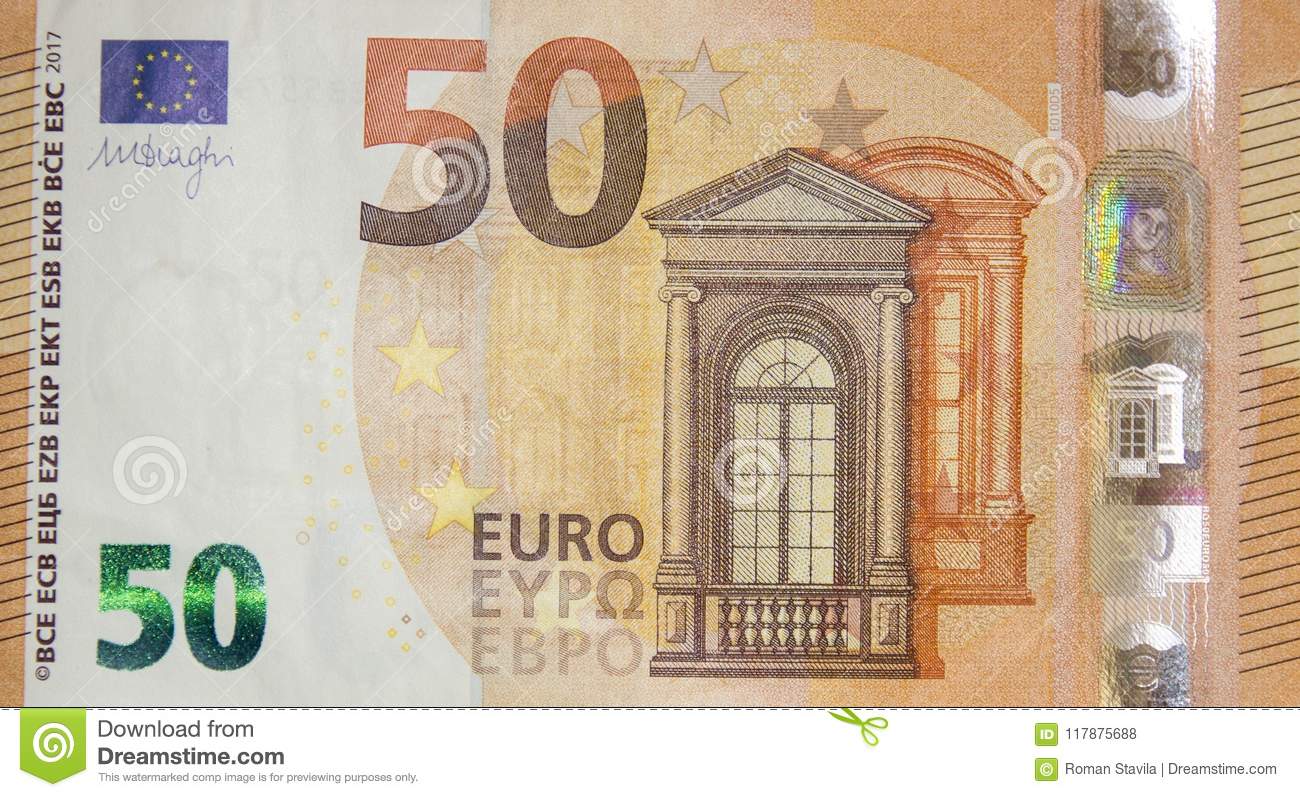 ©BCE ECB ЕЦБ EZB EKP EKT ESB EKB BĊE EBC 2017
MDraghi
50
50
E010D5
50
EURO
ΕΥΡΩ
ЕВРО
50
€
dreamstime
Download from
Dreamstime.com
This watermarked comp image is for previewing purposes only.
ID 117875688
© Roman Stavila | Dreamstime.com